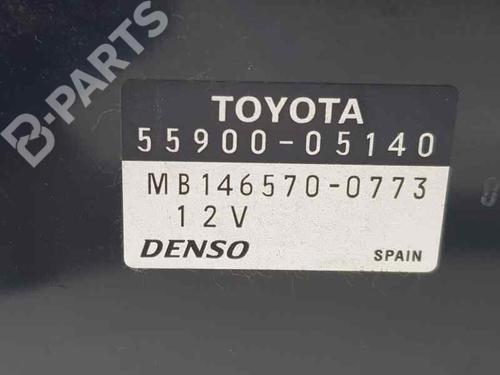 B-PARTS
TOYOTA
55900-05140
MB146570-0773
12V
DENSO SPAIN